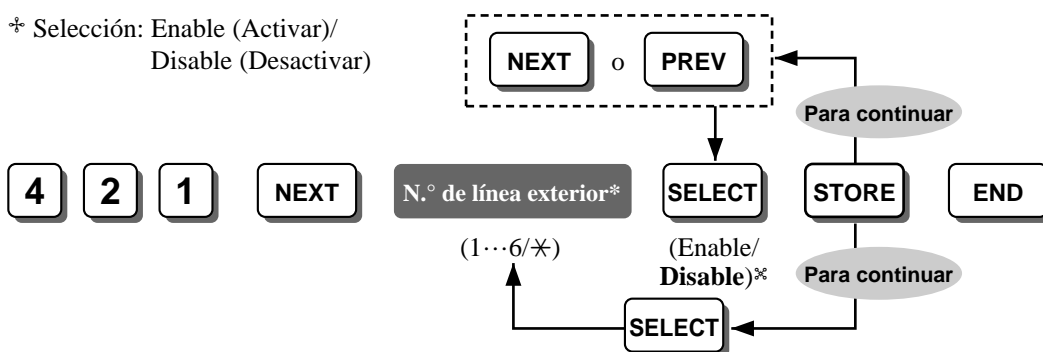 ✢ Selección: Enable (Activar)/
Disable (Desactivar)
NEXT o PREV
Para continuar
4 2 1 NEXT N.° de línea exterior* SELECT STORE END
(1···6/✳) (Enable/
Disable)✢
Para continuar
SELECT